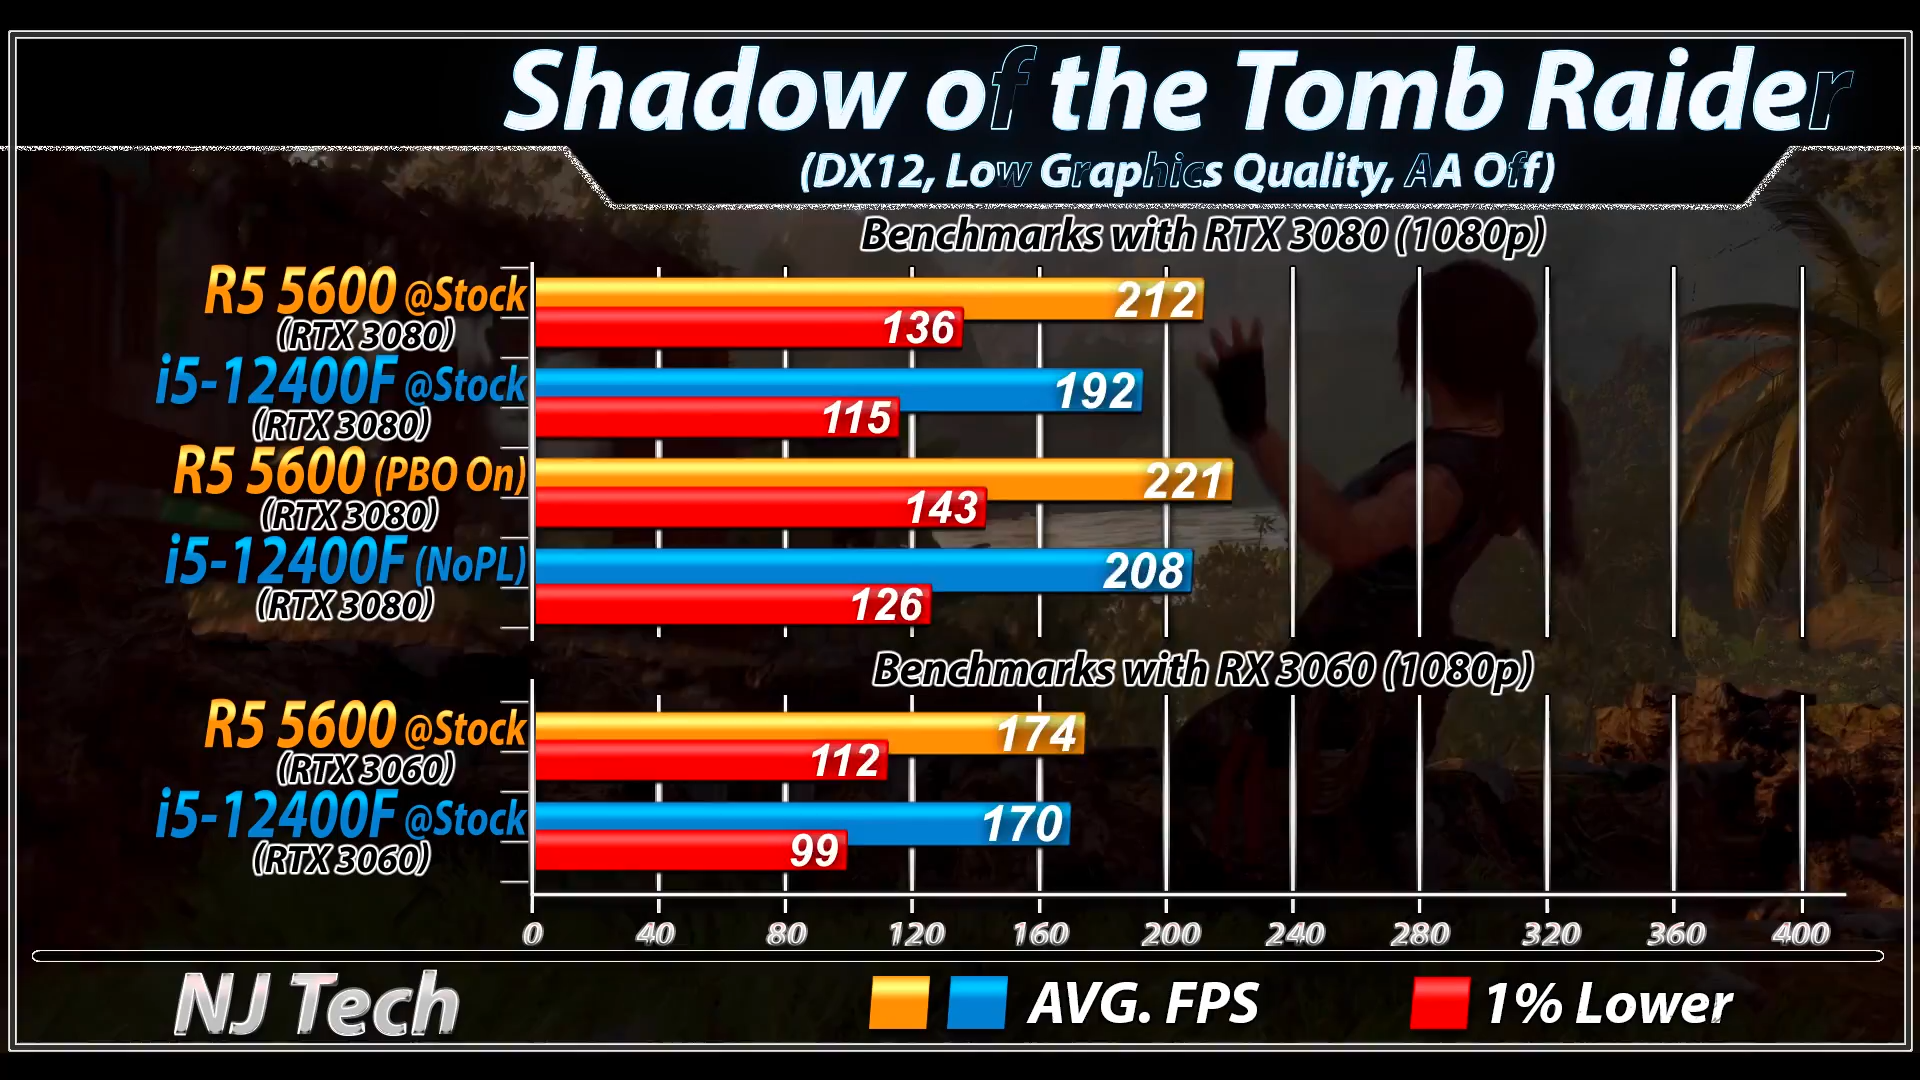 Shadow of the Tomb Raider
(DX12, Low Graphics Quality, AA Off)
Benchmarks with RTX 3080 (1080p)
R5 5600 @Stock
(RTX 3080)
212
136
i5-12400F @Stock
(RTX 3080)
192
115
R5 5600 (PBO On)
(RTX 3080)
221
143
i5-12400F (NoPL)
(RTX 3080)
208
126
Benchmarks with RX 3060 (1080p)
R5 5600 @Stock
(RTX 3060)
174
112
i5-12400F @Stock
(RTX 3060)
170
99
0 40 80 120 160 200 240 280 320 360 400
NJ Tech
AVG. FPS
1% Lower